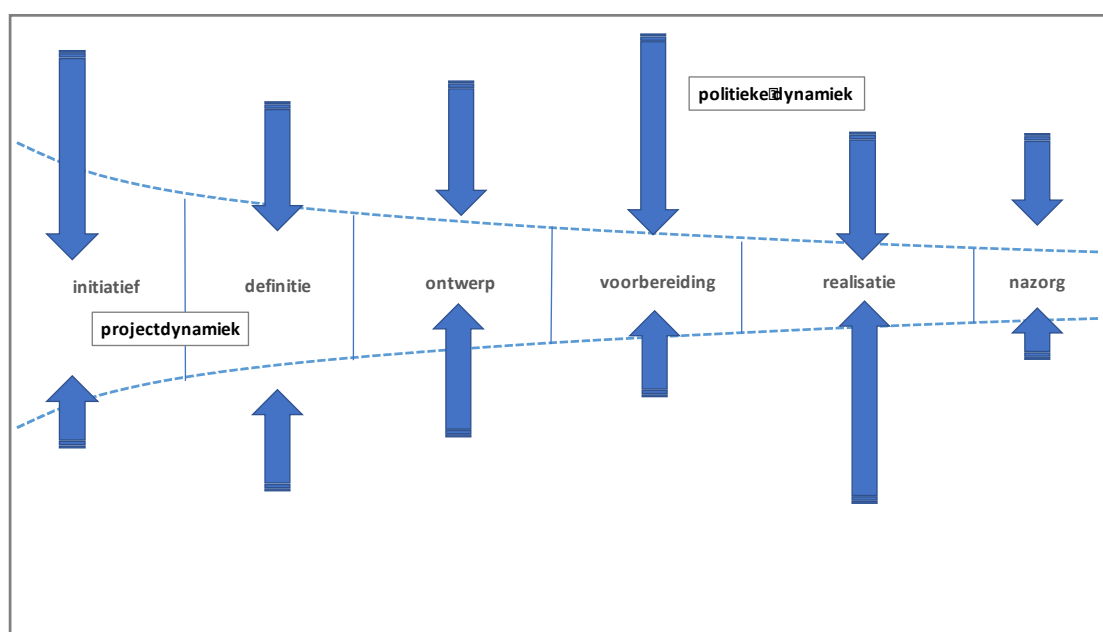 politieke dynamiek
initiatief
definitie
ontwerp
voorbereiding
realisatie
nazorg
projectdynamiek